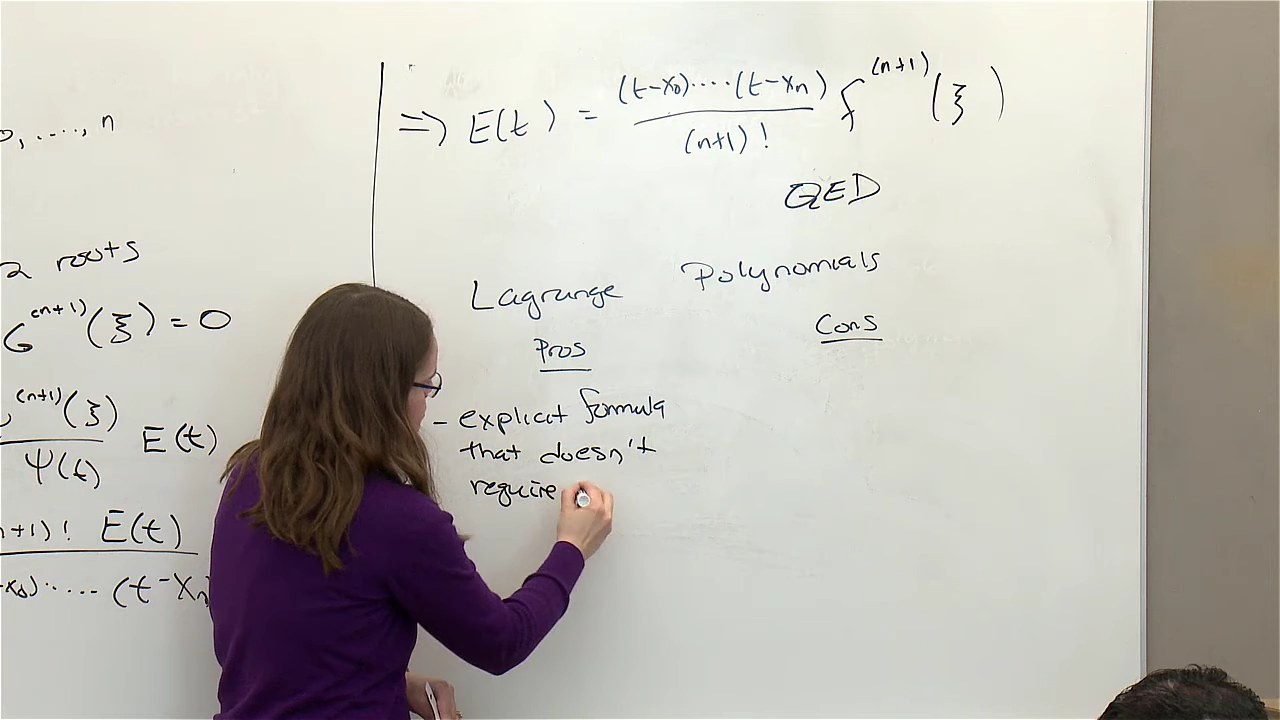 0, ...., n
2 roots
G^(n+1) (ξ) = 0
^(n+1) (ξ)
Ψ(t)
E(t)
n+1)! E(t)
-x₀) ..... (t-xₙ
⇒ E(t) = (t-x₀)....(t-xₙ) / (n+1)! f^(n+1) (ξ)
QED
Lagrange Polynomials
Pros
Cons
- explicit formula
that doesn't
require